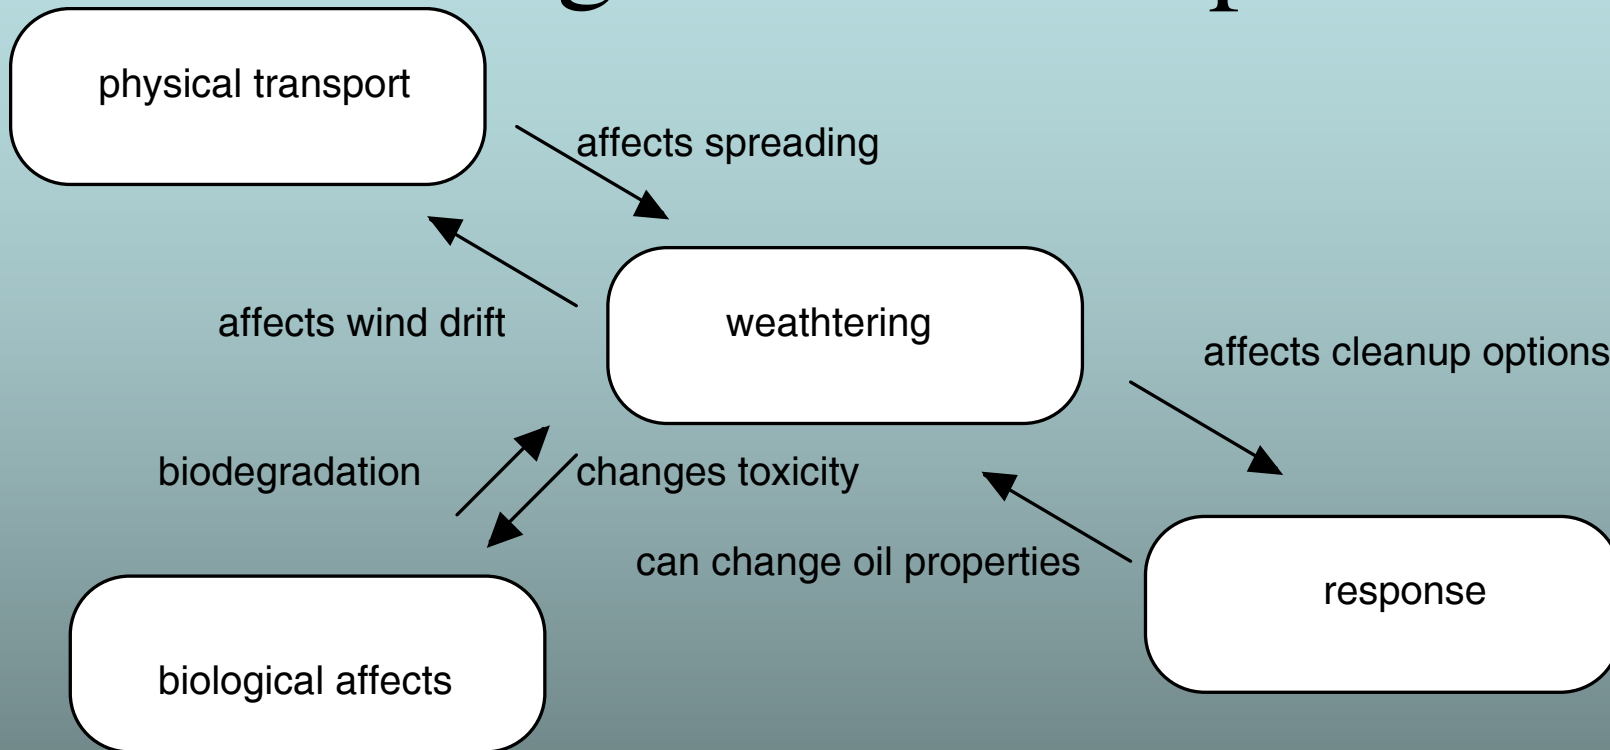 physical transport
affects spreading
affects wind drift
weathtering
affects cleanup options
biodegradation
changes toxicity
can change oil properties
response
biological affects